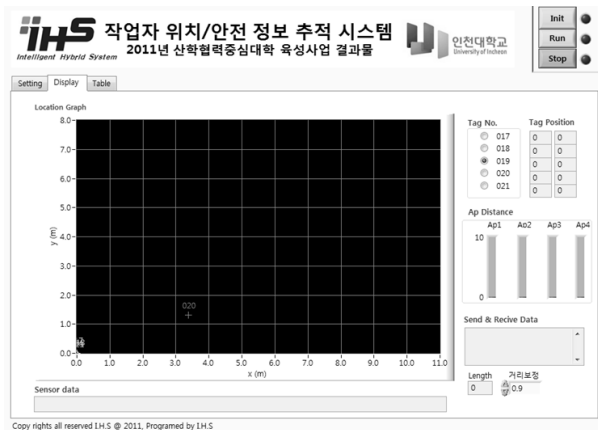 IHS
Intelligent Hybrid System
작업자 위치/안전 정보 추적 시스템
2011년 산학협력중심대학 육성사업 결과물
인천대학교
University of Incheon
Init
Run
Stop
Setting Display Table
Location Graph
8.0
7.0
6.0
5.0
4.0
3.0
2.0
1.0
0.0
y (m)
020
0.0 1.0 2.0 3.0 4.0 5.0 6.0 7.0 8.0 9.0 10.0 11.0
x (m)
Tag No. Tag Position
017 0 0
018 0 0
019 0 0
020 0 0
021 0 0
Ap Distance
Ap1 Ao2 Ap3 Ap4
10
0
Send & Recive Data
Length 거리보정
0 0.9
Sensor data
Copy rights all reserved I.H.S @ 2011, Programed by I.H.S